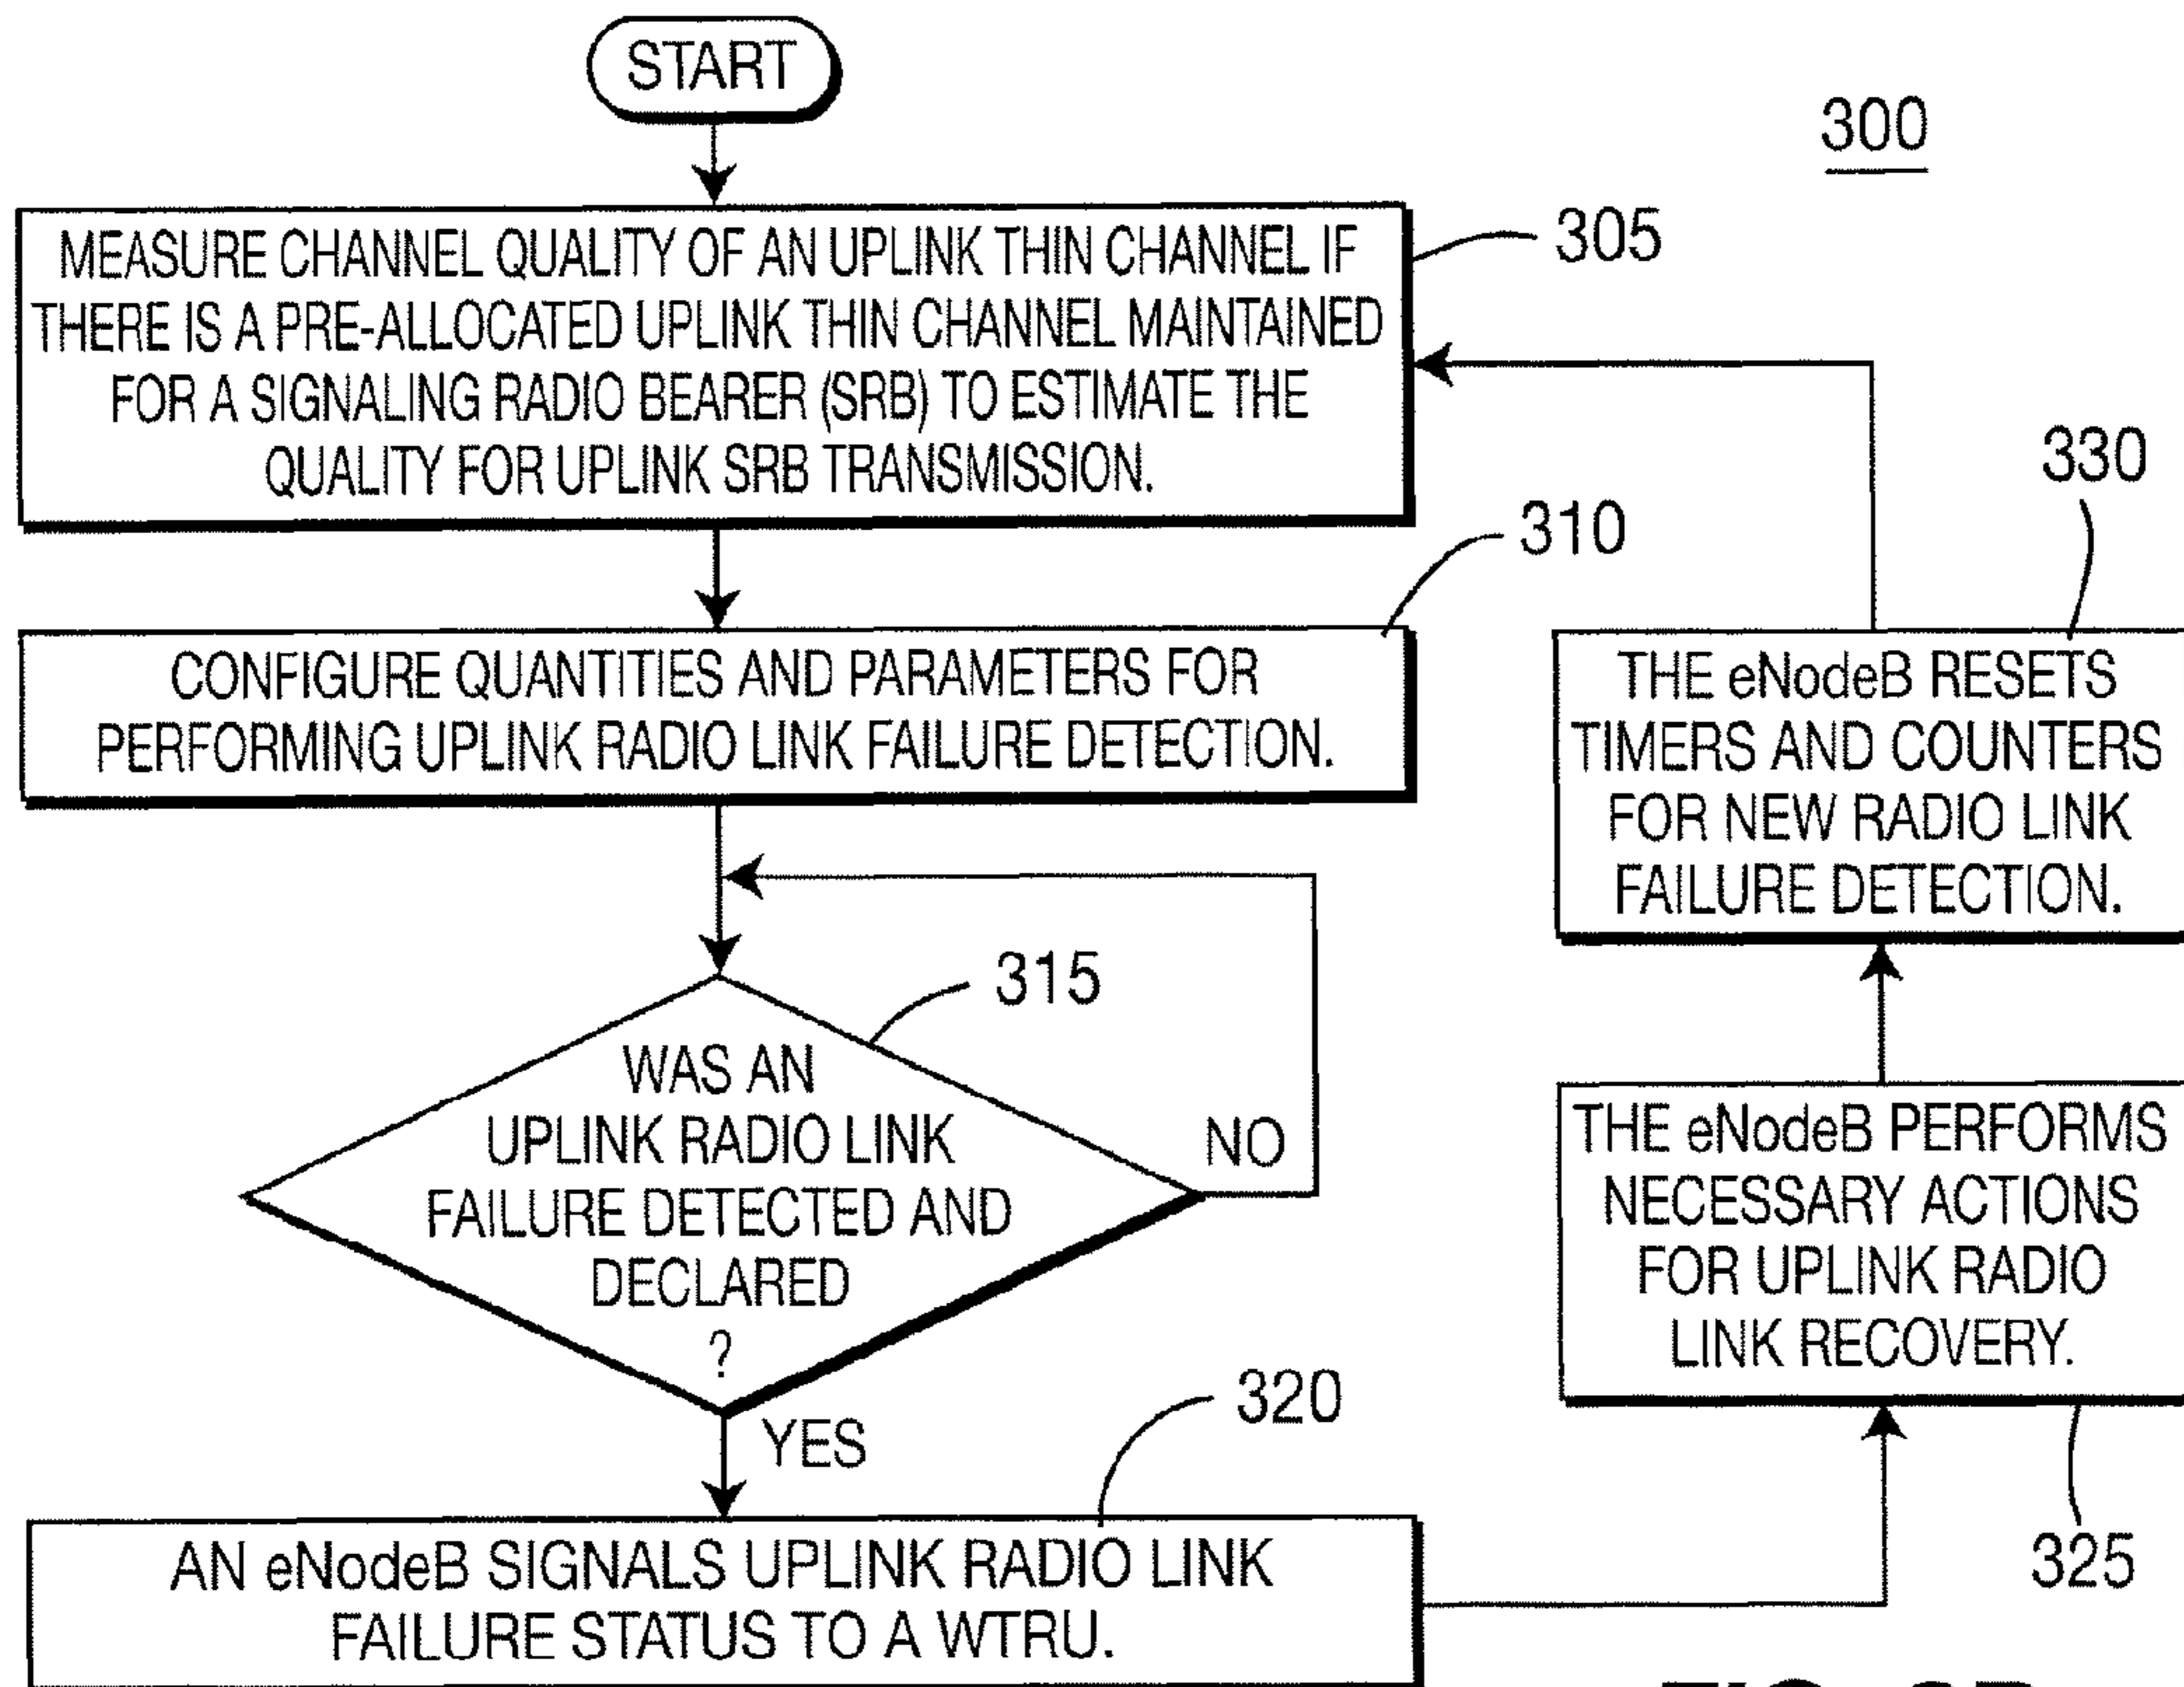 START
300
MEASURE CHANNEL QUALITY OF AN UPLINK THIN CHANNEL IF
THERE IS A PRE-ALLOCATED UPLINK THIN CHANNEL MAINTAINED
FOR A SIGNALING RADIO BEARER (SRB) TO ESTIMATE THE
QUALITY FOR UPLINK SRB TRANSMISSION.
305
CONFIGURE QUANTITIES AND PARAMETERS FOR
PERFORMING UPLINK RADIO LINK FAILURE DETECTION.
310
WAS AN
UPLINK RADIO LINK
FAILURE DETECTED AND
DECLARED
?
315
NO
YES
AN eNodeB SIGNALS UPLINK RADIO LINK
FAILURE STATUS TO A WTRU.
320
THE eNodeB PERFORMS
NECESSARY ACTIONS
FOR UPLINK RADIO
LINK RECOVERY.
325
THE eNodeB RESETS
TIMERS AND COUNTERS
FOR NEW RADIO LINK
FAILURE DETECTION.
330